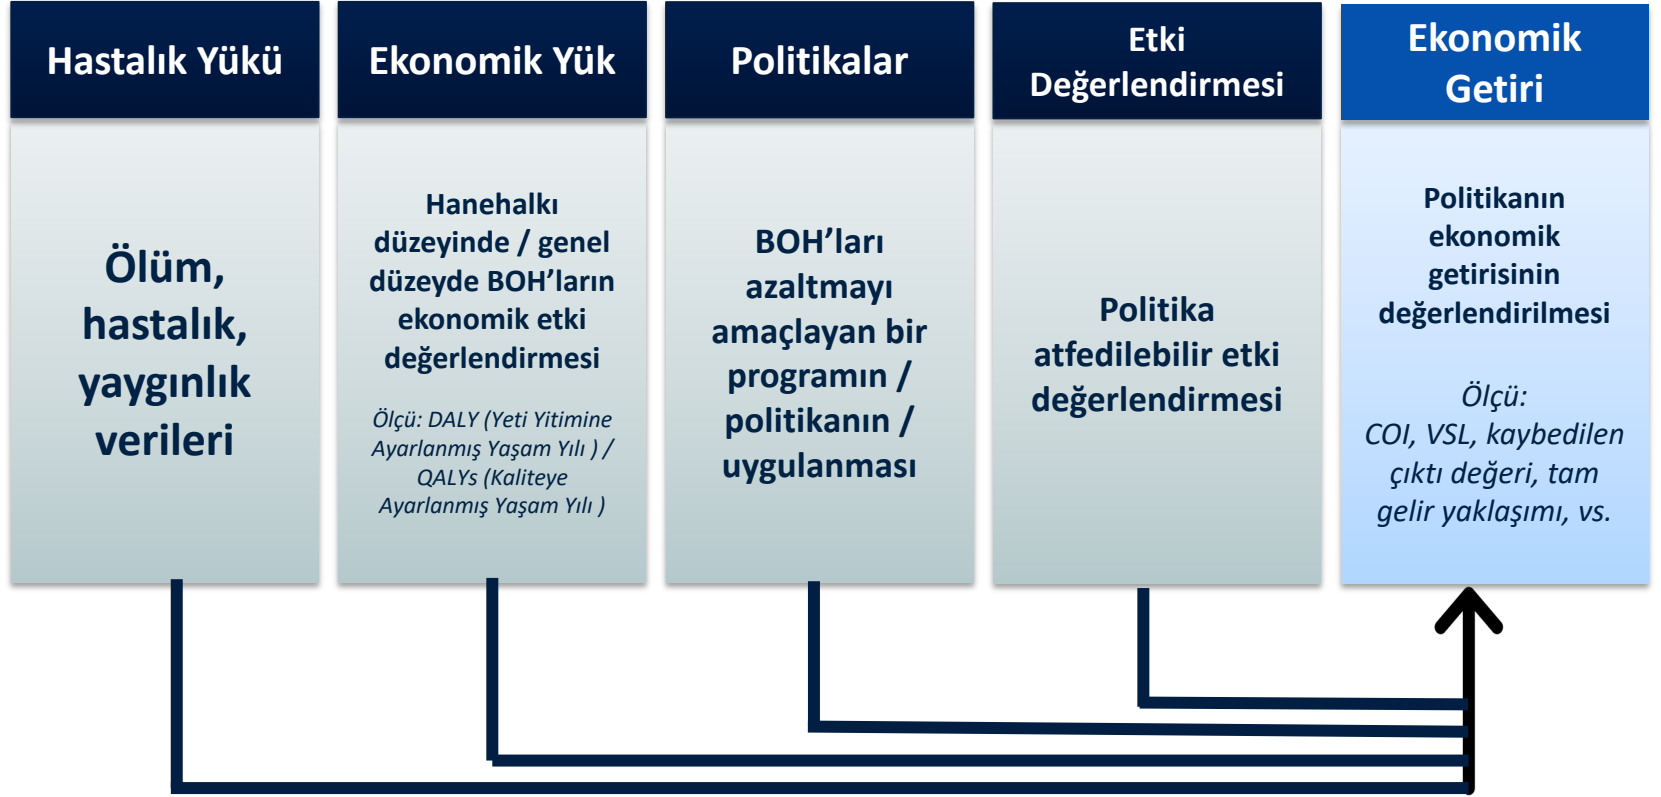 Hastalık Yükü
Ölüm,
hastalık,
yaygınlık
verileri
Ekonomik Yük
Hanehalkı
düzeyinde / genel
düzeyde BOH’ların
ekonomik etki
değerlendirmesi
Ölçü: DALY (Yeti Yitimine
Ayarlanmış Yaşam Yılı ) /
QALYs (Kaliteye
Ayarlanmış Yaşam Yılı )
Politikalar
BOH’ları
azaltmayı
amaçlayan bir
programın /
politikanın /
uygulanması
Etki
Değerlendirmesi
Politika
atfedilebilir etki
değerlendirmesi
Ekonomik
Getiri
Politikanın
ekonomik
getirisinin
değerlendirilmesi
Ölçü:
COI, VSL, kaybedilen
çıktı değeri, tam
gelir yaklaşımı, vs.